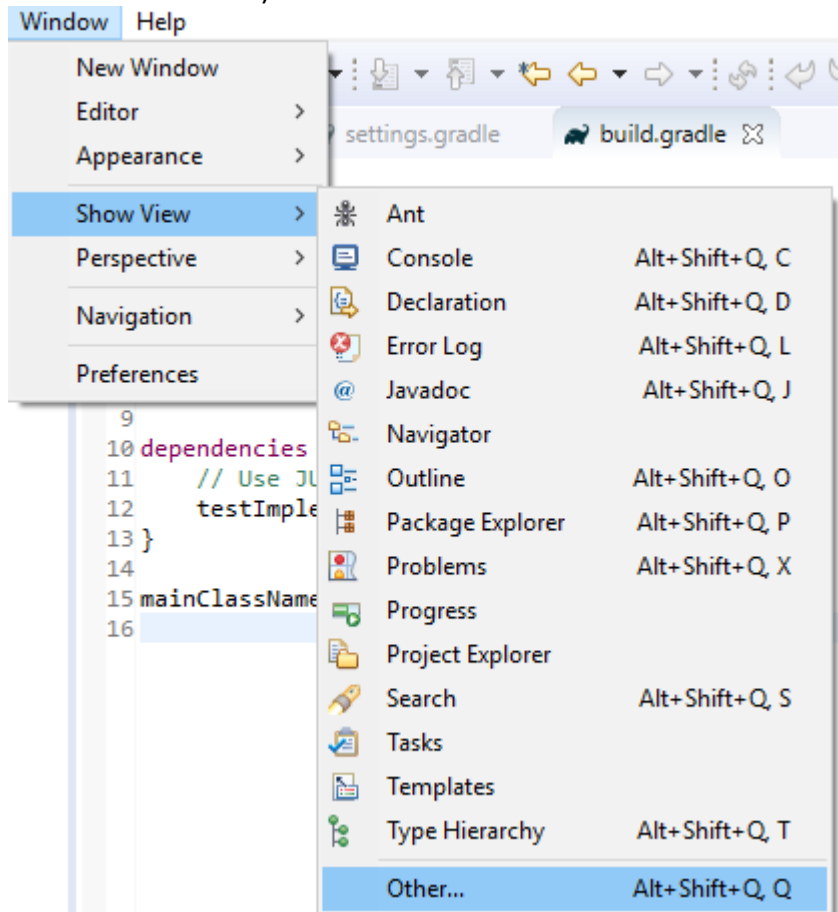 Window Help
New Window
Editor
settings.gradle build.gradle
Appearance
Show View
Ant
Perspective
Console Alt+Shift+Q, C
Declaration Alt+Shift+Q, D
Navigation
Error Log Alt+Shift+Q, L
Preferences
Javadoc Alt+Shift+Q, J
9
Navigator
10 dependencies
11 // Use
Outline Alt+Shift+Q, O
12
Package Explorer Alt+Shift+Q, P
13 }
14
Problems Alt+Shift+Q, X
15 mainClassName
Progress
16
Project Explorer
Search Alt+Shift+Q, S
Tasks
Templates
Type Hierarchy Alt+Shift+Q, T
Other... Alt+Shift+Q, Q